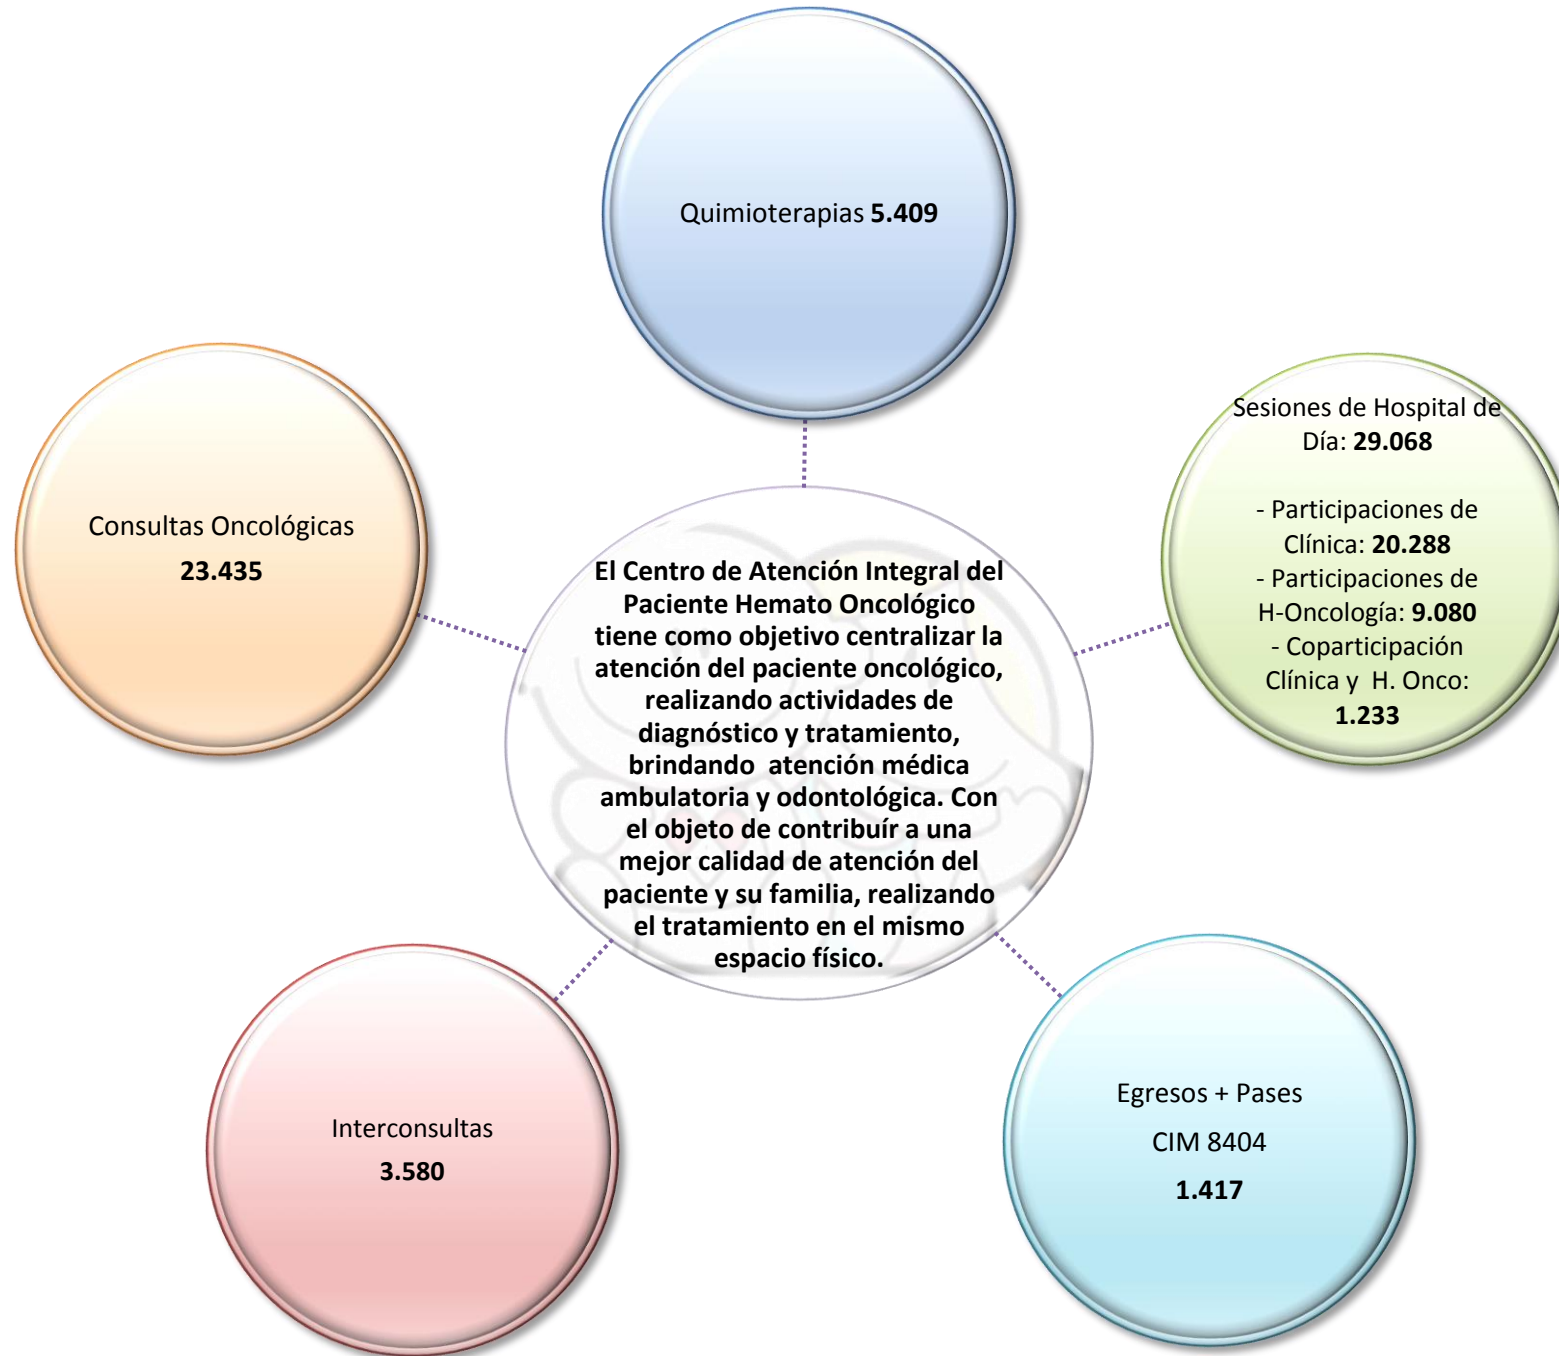 Quimioterapias 5.409
Sesiones de Hospital de
Día: 29.068
- Participaciones de
Clínica: 20.288
- Participaciones de
H-Oncología: 9.080
- Coparticipación
Clínica y  H. Onco:
1.233
Consultas Oncológicas
23.435
El Centro de Atención Integral del
Paciente Hemato Oncológico
tiene como objetivo centralizar la
atención del paciente oncológico,
realizando actividades de
diagnóstico y tratamiento,
brindando  atención médica
ambulatoria y odontológica. Con
el objeto de contribuír a una
mejor calidad de atención del
paciente y su familia, realizando
el tratamiento en el mismo
espacio físico.
Interconsultas
3.580
Egresos + Pases
CIM 8404
1.417